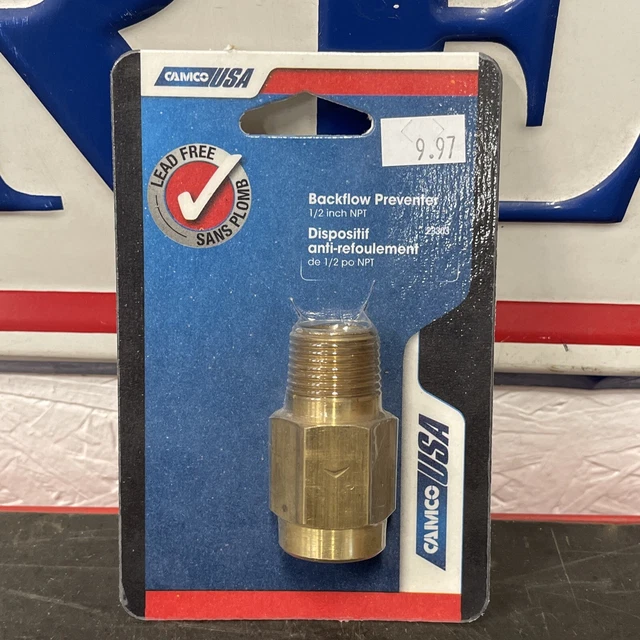 CAMCO USA
9.97
LEAD FREE
SANS PLOMB
Backflow Preventer
1/2 inch NPT
23303
Dispositif
anti-refoulement
de 1/2 po NPT
CAMCO USA
RE